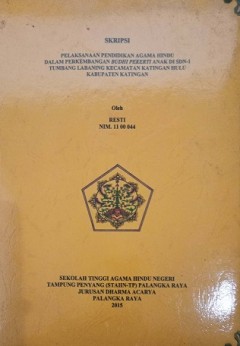 SKRIPSI
PELAKSANAAN PENDIDIKAN AGAMA HINDU
DALAM PERKEMBANGAN BUDHI PEKERTI ANAK DI SDN-1
TUMBANG LABANING KECAMATAN KATINGAN HULU
KABUPATEN KATINGAN
Oleh
RESTI
NIM. 11 00 044
SEKOLAH TINGGI AGAMA HINDU NEGERI
TAMPUNG PENYANG (STAHN-TP) PALANGKA RAYA
JURUSAN DHARMA ACARYA
PALANGKA RAYA
2015